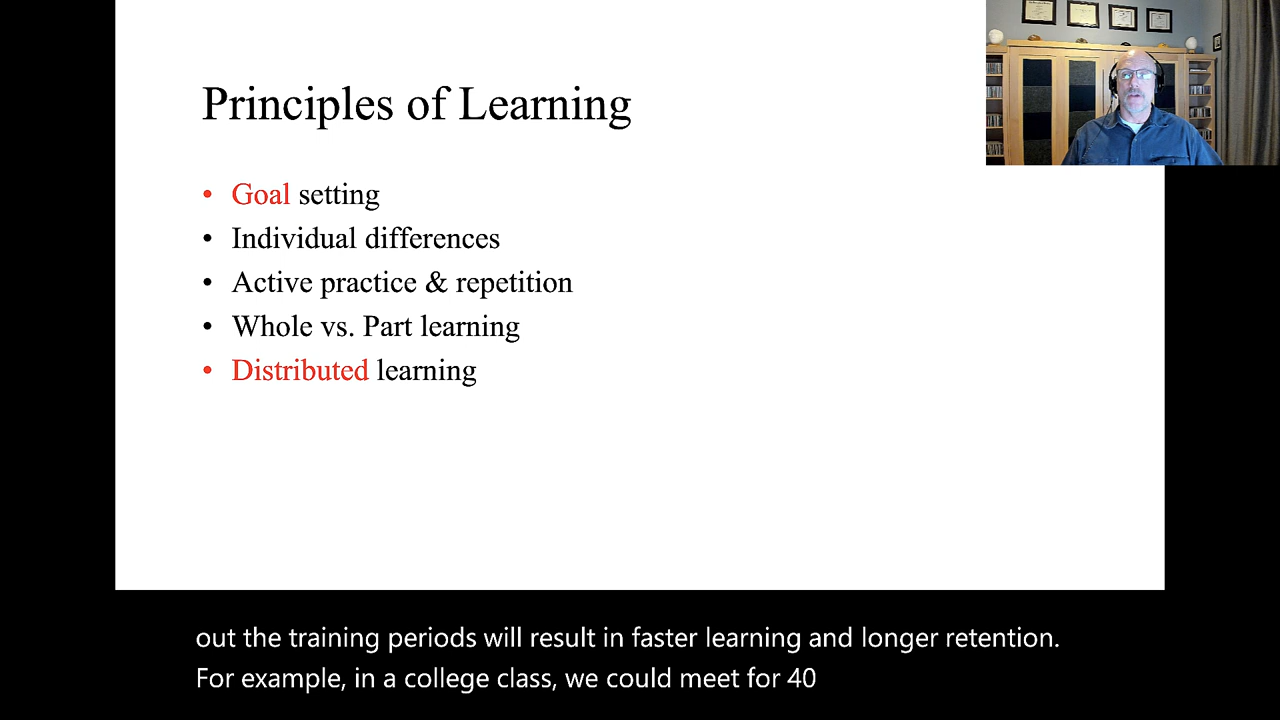 Principles of Learning
• Goal setting
• Individual differences
• Active practice & repetition
• Whole vs. Part learning
• Distributed learning
out the training periods will result in faster learning and longer retention.
For example, in a college class, we could meet for 40